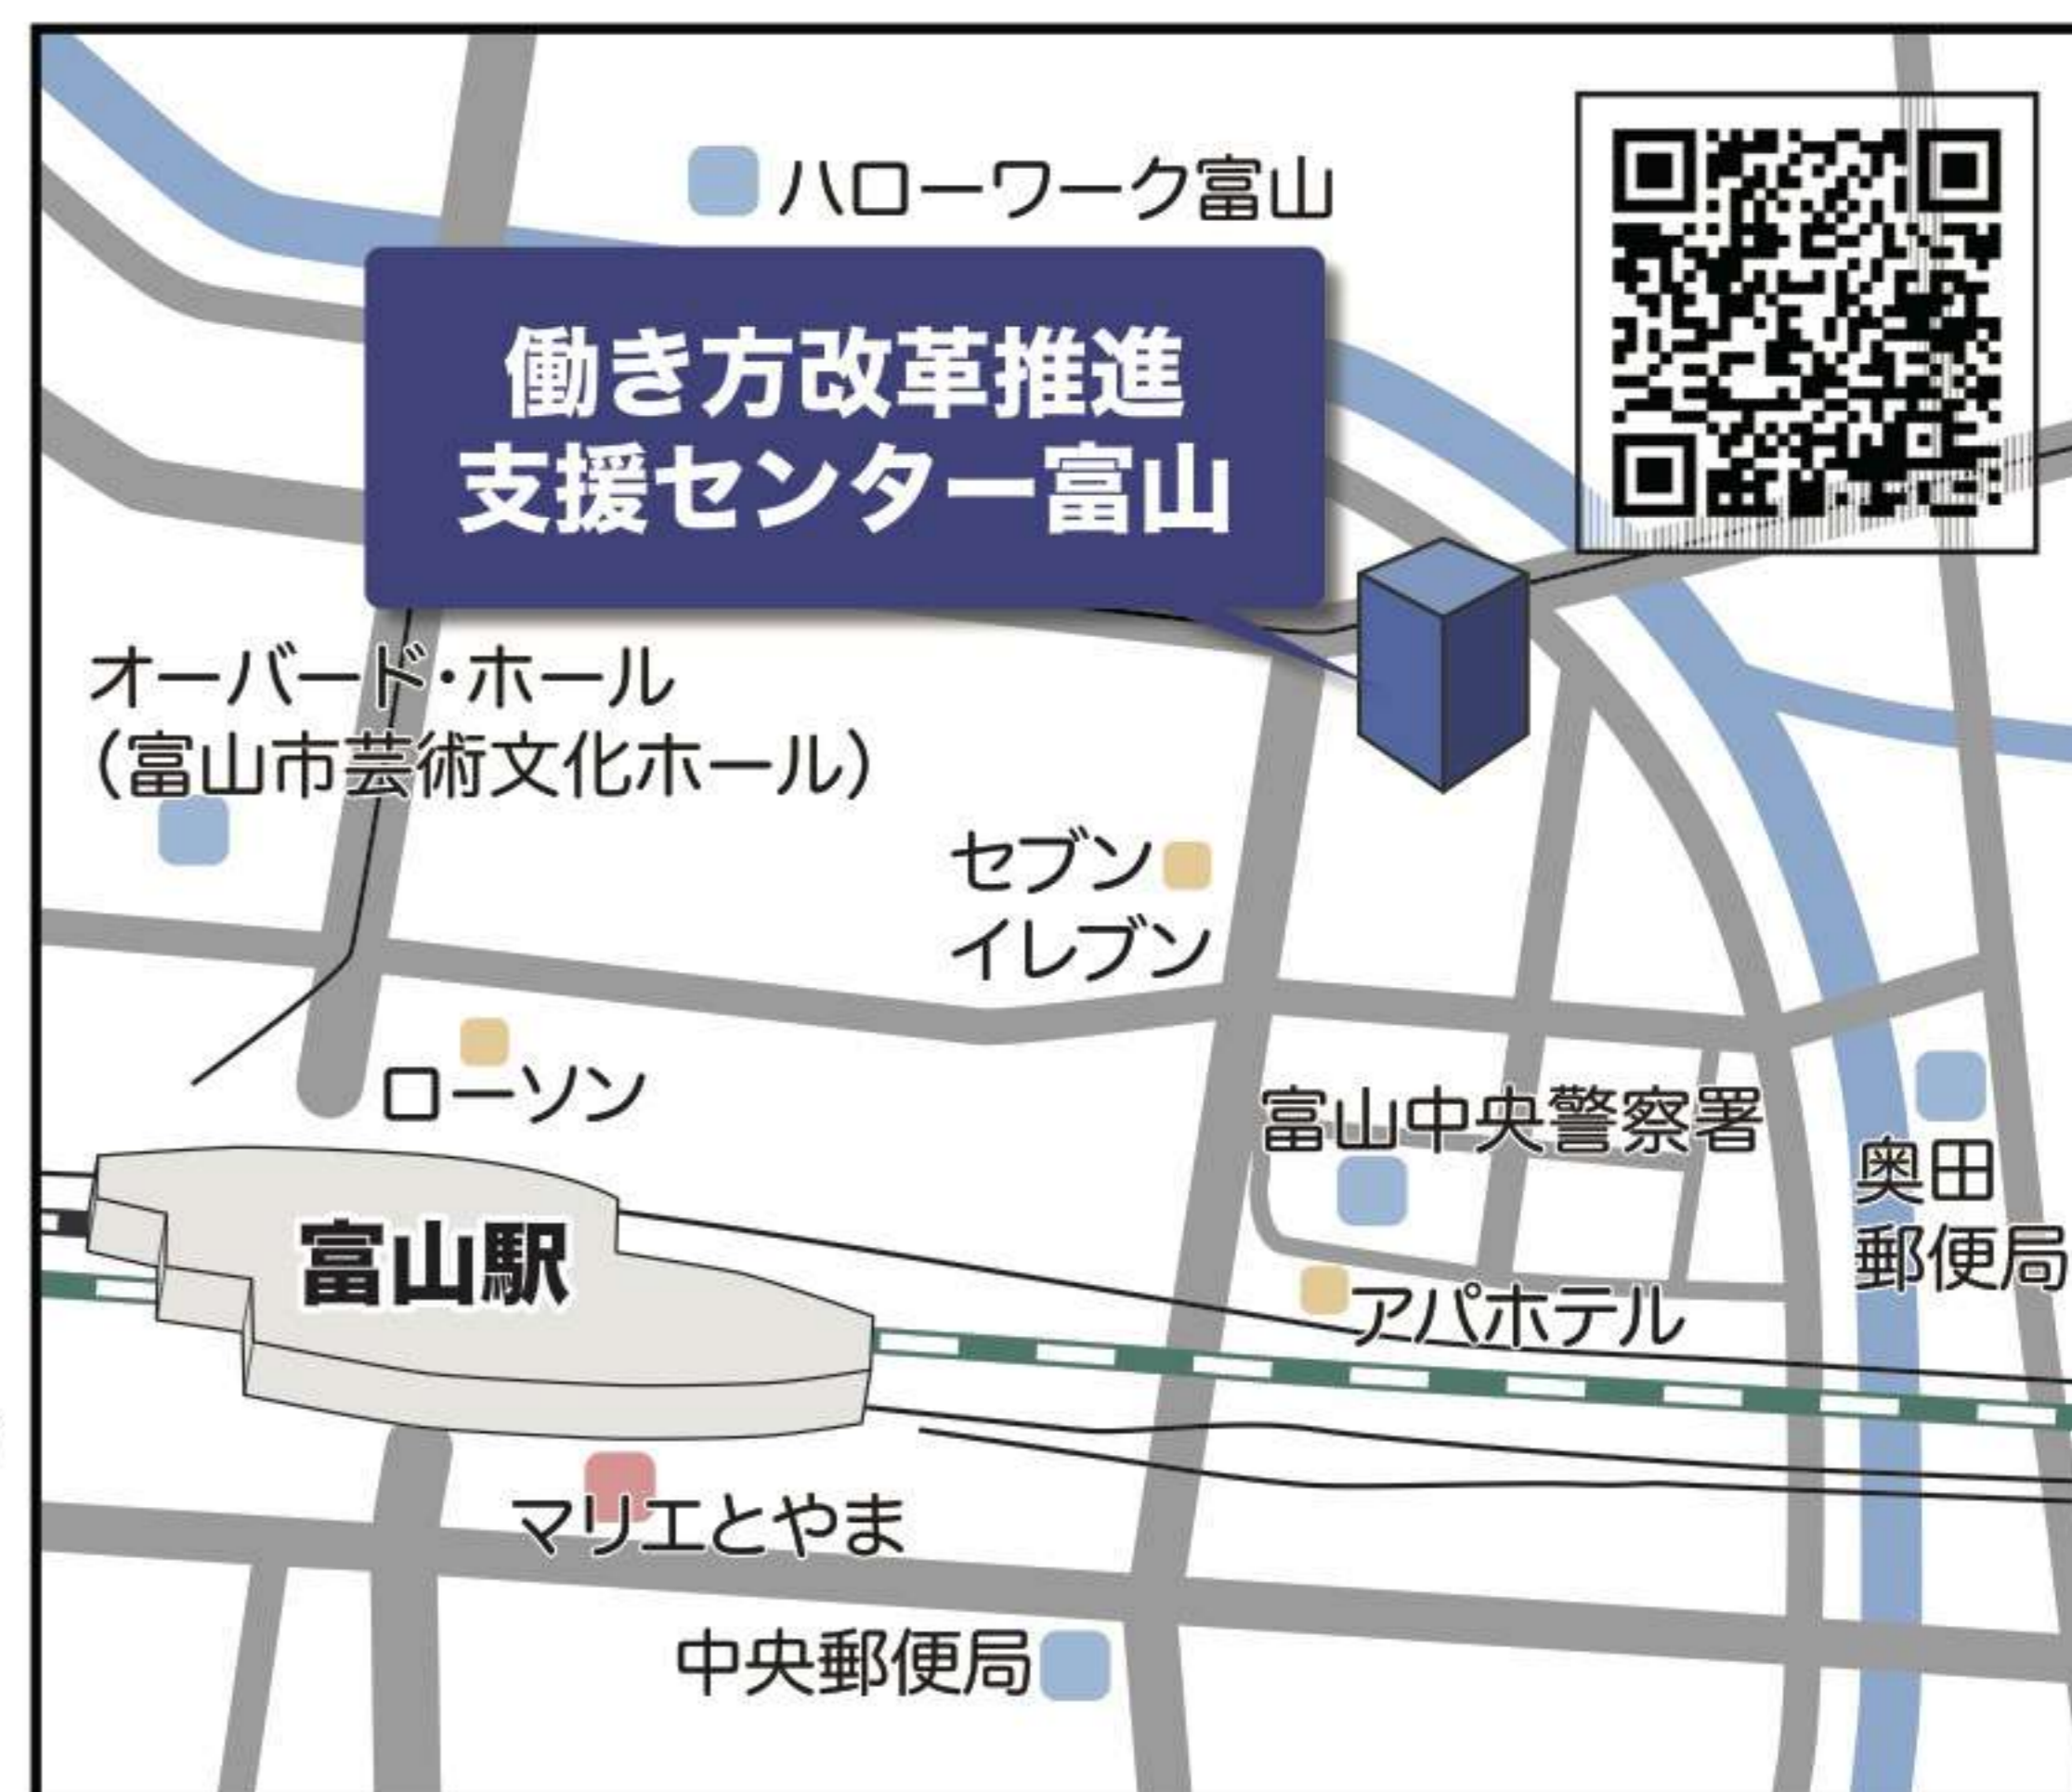 ハローワーク富山
働き方改革推進
支援センター富山
オーバード・ホール
(富山市芸術文化ホール)
セブン
イレブン
ローソン
富山中央警察署
奥田
郵便局
富山駅
アパホテル
マリエとやま
中央郵便局